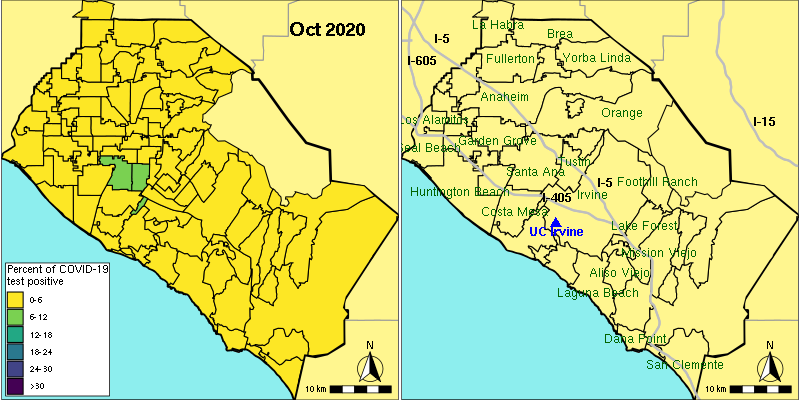 Oct 2020
Percent of COVID-19
test positive
0-6
6-12
12-18
18-24
24-30
>30
N
10 km
La Habra
Brea
I-5
Fullerton
Yorba Linda
I-605
Anaheim
Orange
I-15
Los Alamitos
Garden Grove
Seal Beach
Tustin
Santa Ana
I-5
Foothill Ranch
Huntington Beach
I-405
Irvine
Costa Mesa
UC Irvine
Lake Forest
Mission Viejo
Aliso Viejo
Laguna Beach
Dana Point
San Clemente
N
10 km